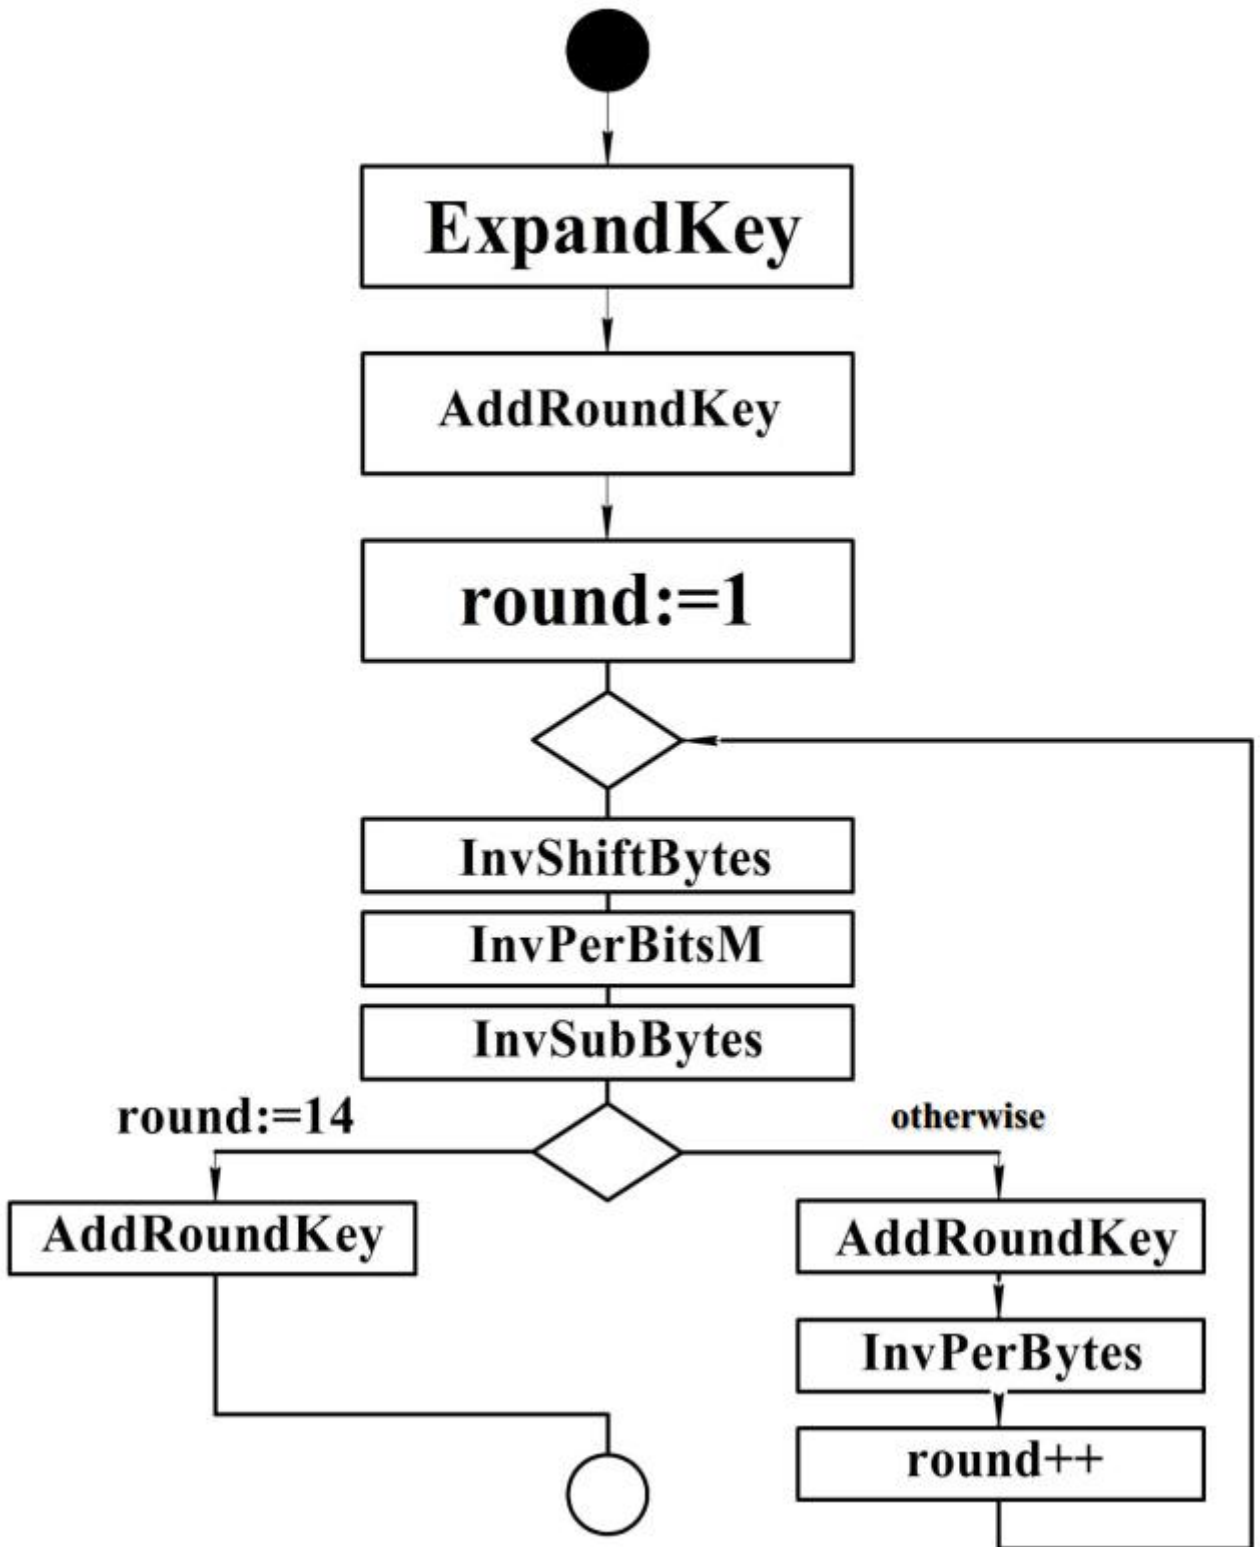 ExpandKey
AddRoundKey
round:=1
InvShiftBytes
InvPerBitsM
InvSubBytes
round:=14
otherwise
AddRoundKey
AddRoundKey
InvPerBytes
round++